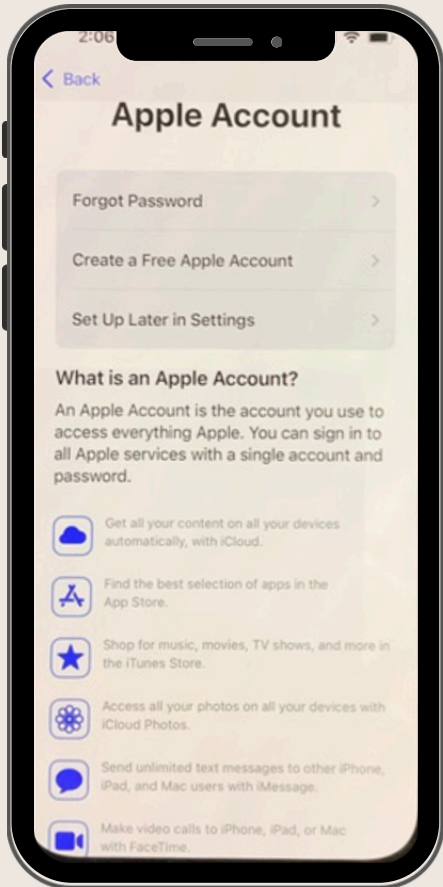 2:06
Back
Apple Account
Forgot Password
Create a Free Apple Account
Set Up Later in Settings
What is an Apple Account?
An Apple Account is the account you use to
access everything Apple. You can sign in to
all Apple services with a single account and
password.
Get all your content on all your devices
automatically, with iCloud.
Find the best selection of apps in the
App Store.
Shop for music, movies, TV shows, and more in
the iTunes Store.
Access all your photos on all your devices with
iCloud Photos.
Send unlimited text messages to other iPhone,
iPad, and Mac users with iMessage.
Make video calls to iPhone, iPad, or Mac
with FaceTime.